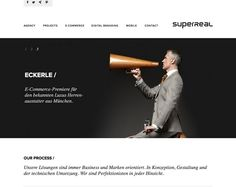 AGENCY PROJECTS E-COMMERCE DIGITAL BRANDING MOBILE CONTACT
superreal
ECKERLE /
E-Commerce-Premiere für
den bekannten Luxus Herren-
ausstatter aus München.
OUR PROCESS /
Unsere Lösungen sind immer Business und Marken orientiert. In Konzeption, Gestaltung und
der technischen Umsetzung. Wir sind Perfektionisten in jeder Hinsicht.